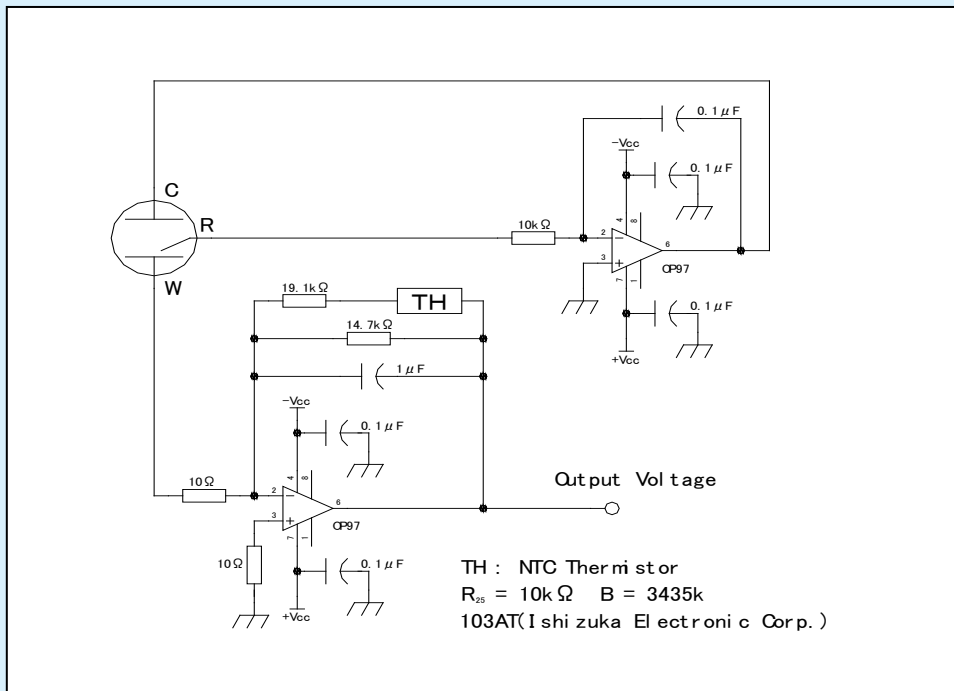 0.1μF
-Vcc
0.1μF
C
R
10kΩ
4
8
2
-
6
3
+
OP97
7
1
W
0.1μF
19.1kΩ
TH
14.7kΩ
+Vcc
1μF
-Vcc
0.1μF
10Ω
4
8
2
-
6
Output Voltage
3
+
OP97
7
1
10Ω
0.1μF
+Vcc
TH : NTC Thermistor
R25 = 10kΩ B = 3435k
103AT(Ishizuka Electronic Corp.)